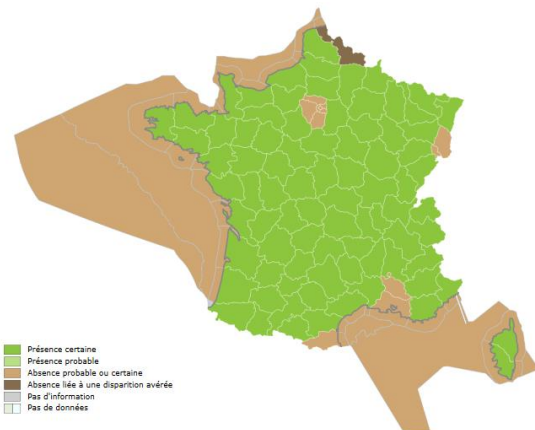 Présence certaine
Présence probable
Absence probable ou certaine
Absence liée à une disparition avérée
Pas d'information
Pas de données